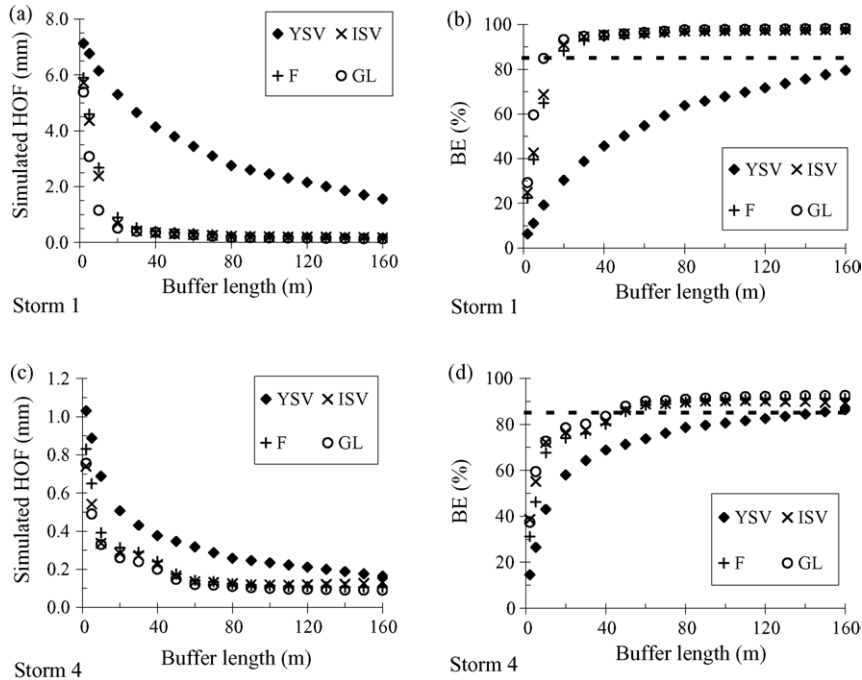 (a)
Simulated HOF (mm)
8.0
6.0
4.0
2.0
0.0
YSV ISV
F GL
0 40 80 120 160
Buffer length (m)
Storm 1
(b)
BE (%)
100
80
60
40
20
0
YSV ISV
F GL
0 40 80 120 160
Buffer length (m)
Storm 1
(c)
Simulated HOF (mm)
1.2
1.0
0.8
0.6
0.4
0.2
0.0
YSV ISV
F GL
0 40 80 120 160
Buffer length (m)
Storm 4
(d)
BE (%)
100
80
60
40
20
0
YSV ISV
F GL
0 40 80 120 160
Buffer length (m)
Storm 4